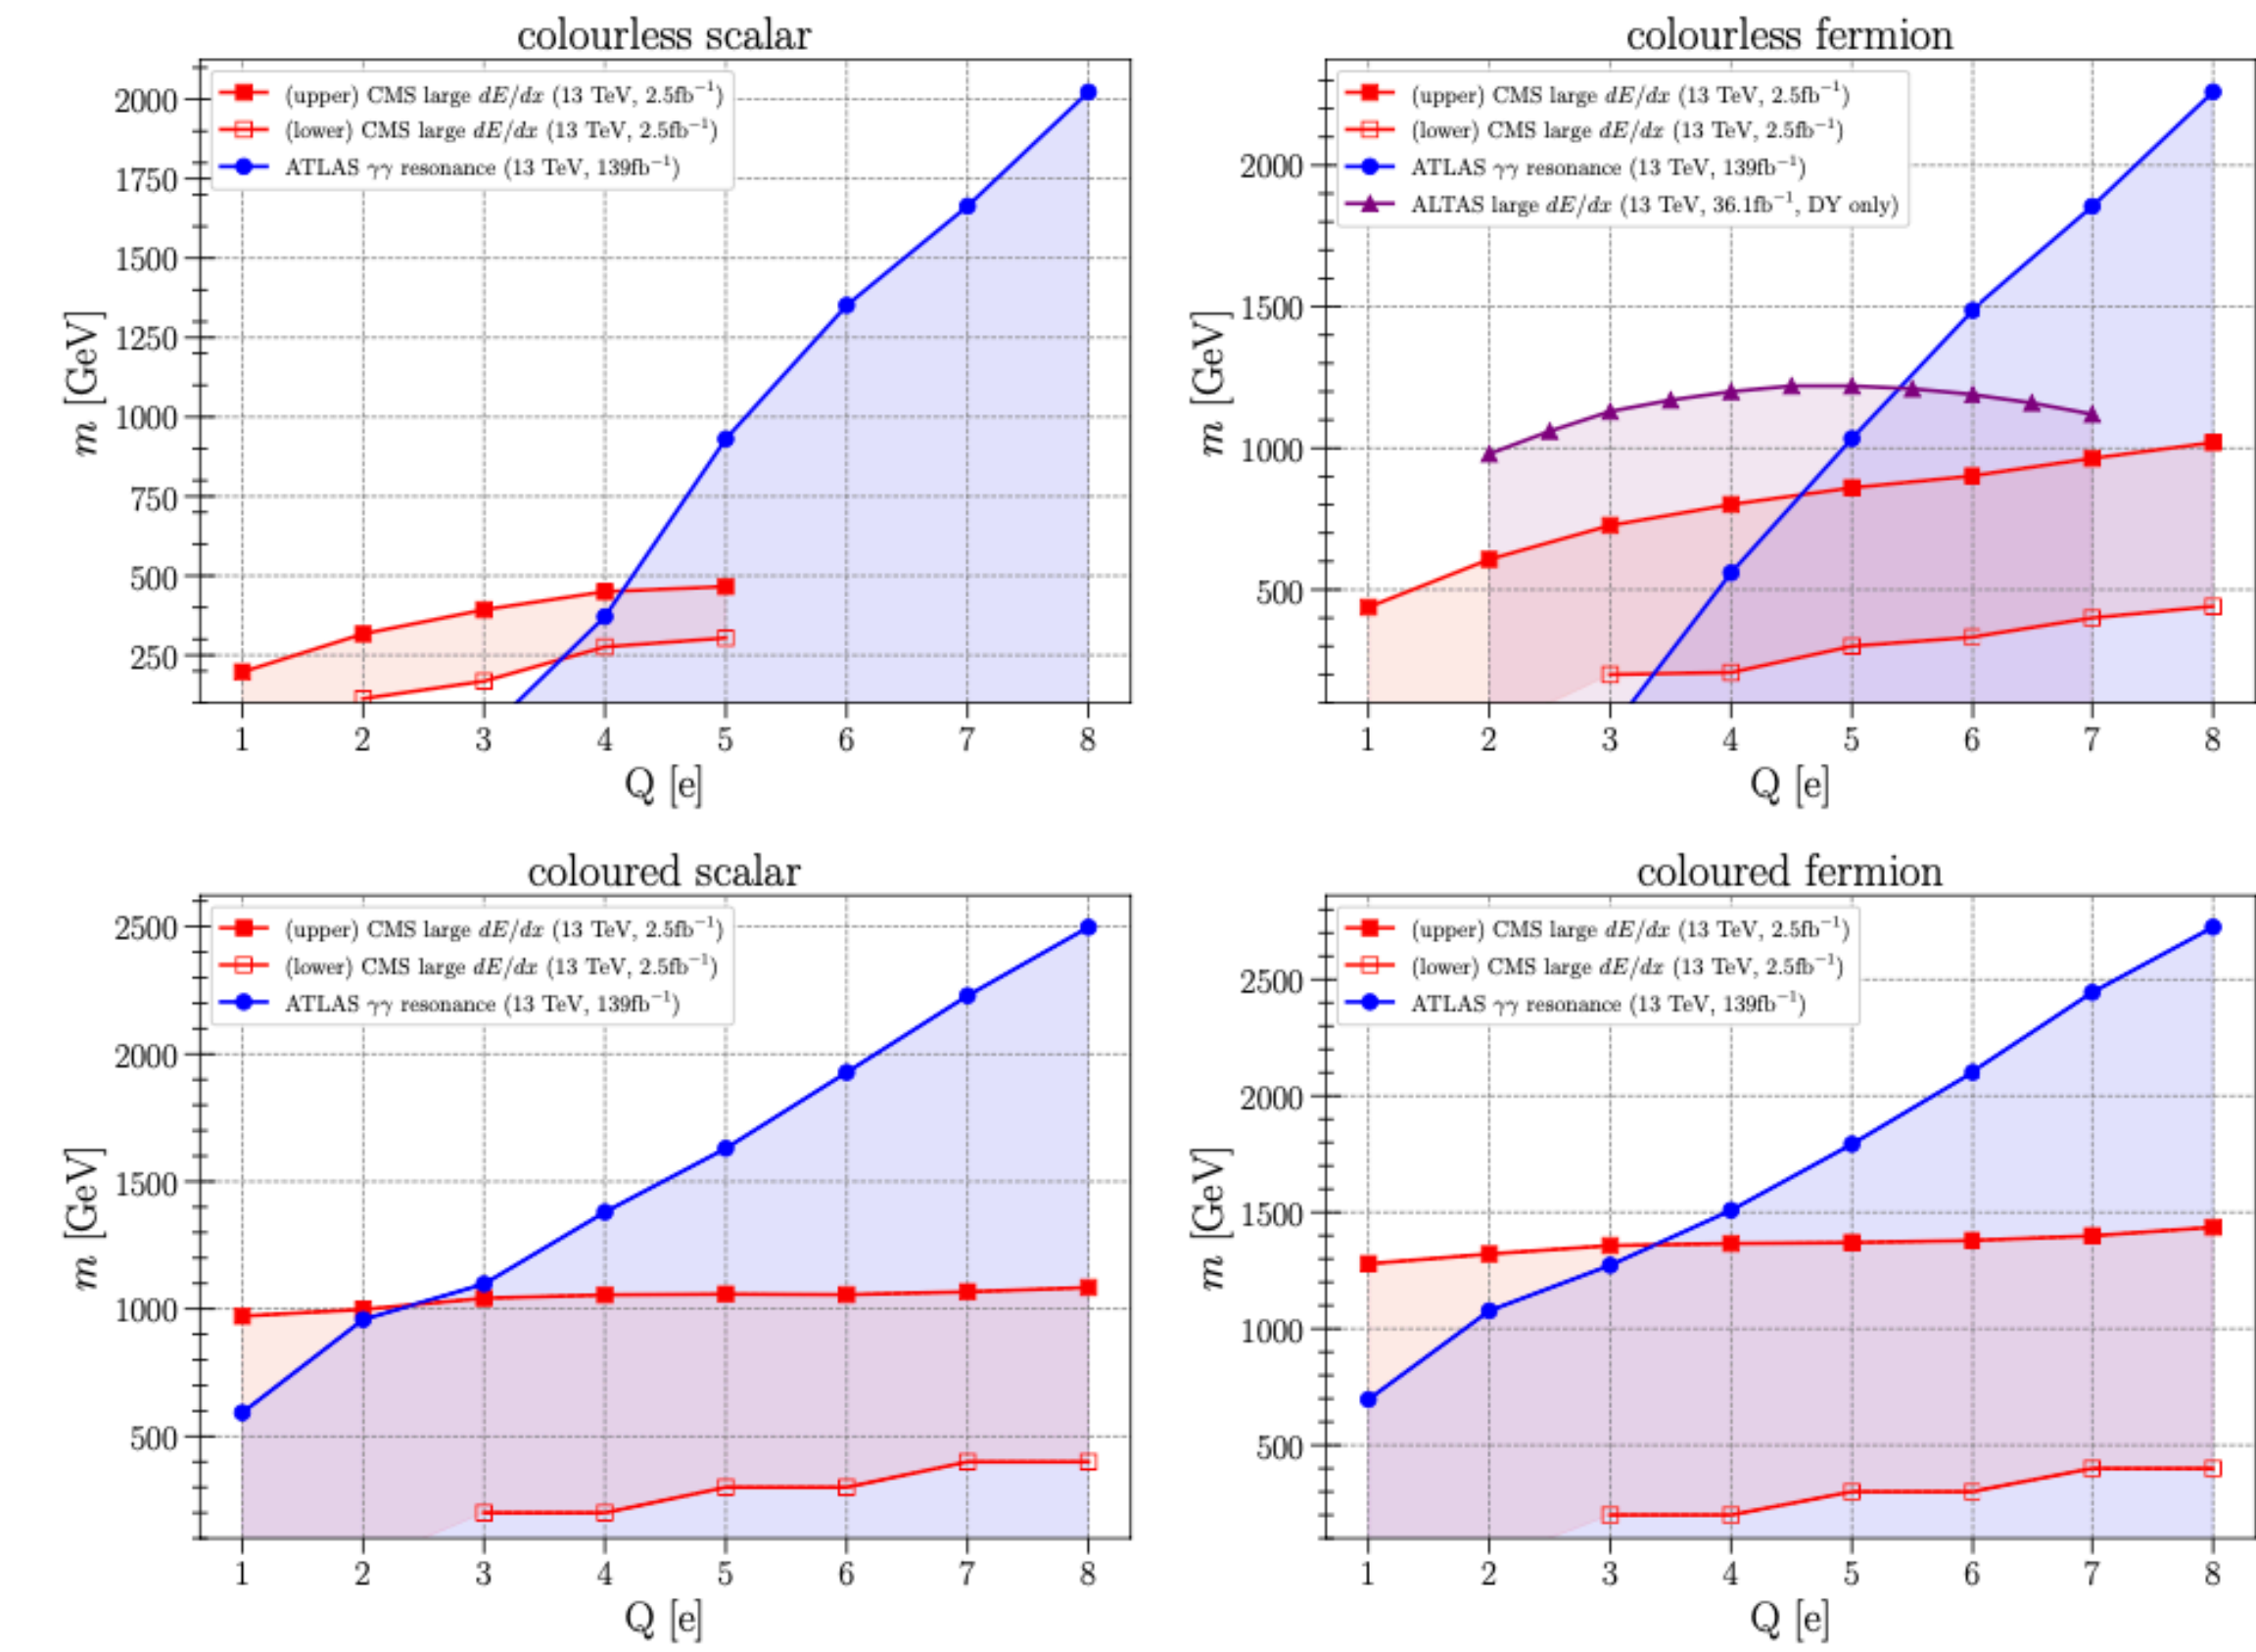 colourless scalar
(upper) CMS large dE/dx (13 TeV, 2.5fb⁻¹)
(lower) CMS large dE/dx (13 TeV, 2.5fb⁻¹)
ATLAS γγ resonance (13 TeV, 139fb⁻¹)
2000
1750
1500
1250
1000
750
500
250
m [GeV]
1 2 3 4 5 6 7 8
Q [e]
colourless fermion
(upper) CMS large dE/dx (13 TeV, 2.5fb⁻¹)
(lower) CMS large dE/dx (13 TeV, 2.5fb⁻¹)
ATLAS γγ resonance (13 TeV, 139fb⁻¹)
ALTAS large dE/dx (13 TeV, 36.1fb⁻¹, DY only)
2000
1500
1000
500
m [GeV]
1 2 3 4 5 6 7 8
Q [e]
coloured scalar
(upper) CMS large dE/dx (13 TeV, 2.5fb⁻¹)
(lower) CMS large dE/dx (13 TeV, 2.5fb⁻¹)
ATLAS γγ resonance (13 TeV, 139fb⁻¹)
2500
2000
1500
1000
500
m [GeV]
1 2 3 4 5 6 7 8
Q [e]
coloured fermion
(upper) CMS large dE/dx (13 TeV, 2.5fb⁻¹)
(lower) CMS large dE/dx (13 TeV, 2.5fb⁻¹)
ATLAS γγ resonance (13 TeV, 139fb⁻¹)
2500
2000
1500
1000
500
m [GeV]
1 2 3 4 5 6 7 8
Q [e]